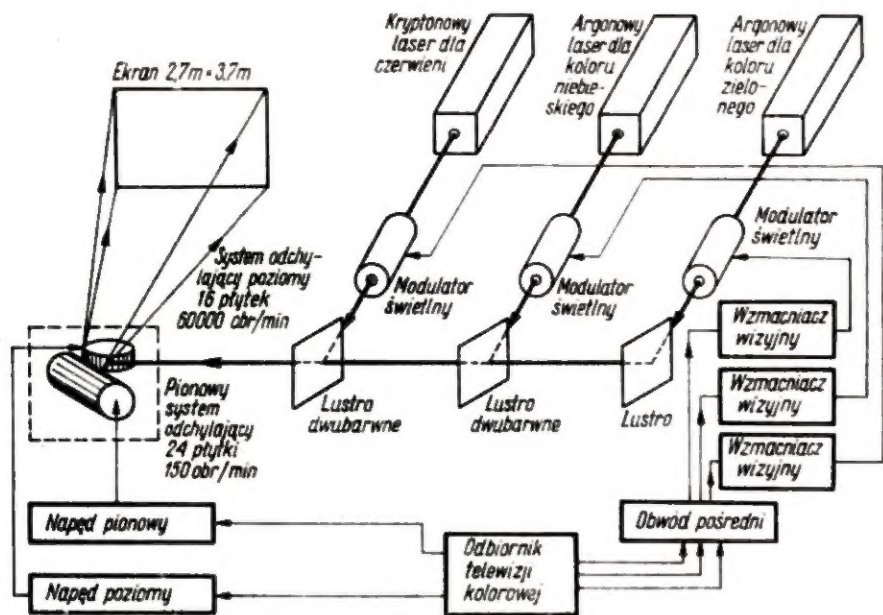 Kryptonowy
laser dla
czerwieni
Argonowy
laser dla
koloru
niebie-
skiego
Argonowy
laser dla
koloru
zielo-
nego
Ekran 2,7m × 3,7m
System odchy-
lający poziomy
16 płytek
60000 obr/min
Modulator
świetlny
Modulator
świetlny
Modulator
świetlny
Pionowy
system
odchylający
24 płytki
150 obr/min
Lustro
dwubarwne
Lustro
dwubarwne
Lustro
Wzmacniacz
wizyjny
Wzmacniacz
wizyjny
Wzmacniacz
wizyjny
Napęd pionowy
Napęd poziomy
Odbiornik
telewizji
kolorowej
Obwód pośredni